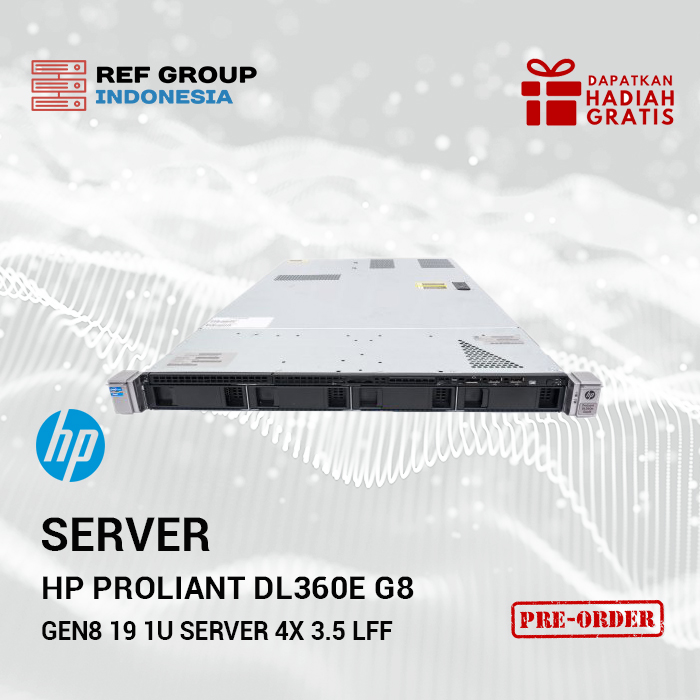 REF GROUP
INDONESIA
DAPATKAN
HADIAH
GRATIS
hp
SERVER
HP PROLIANT DL360E G8
GEN8 19 1U SERVER 4X 3.5 LFF
PRE-ORDER